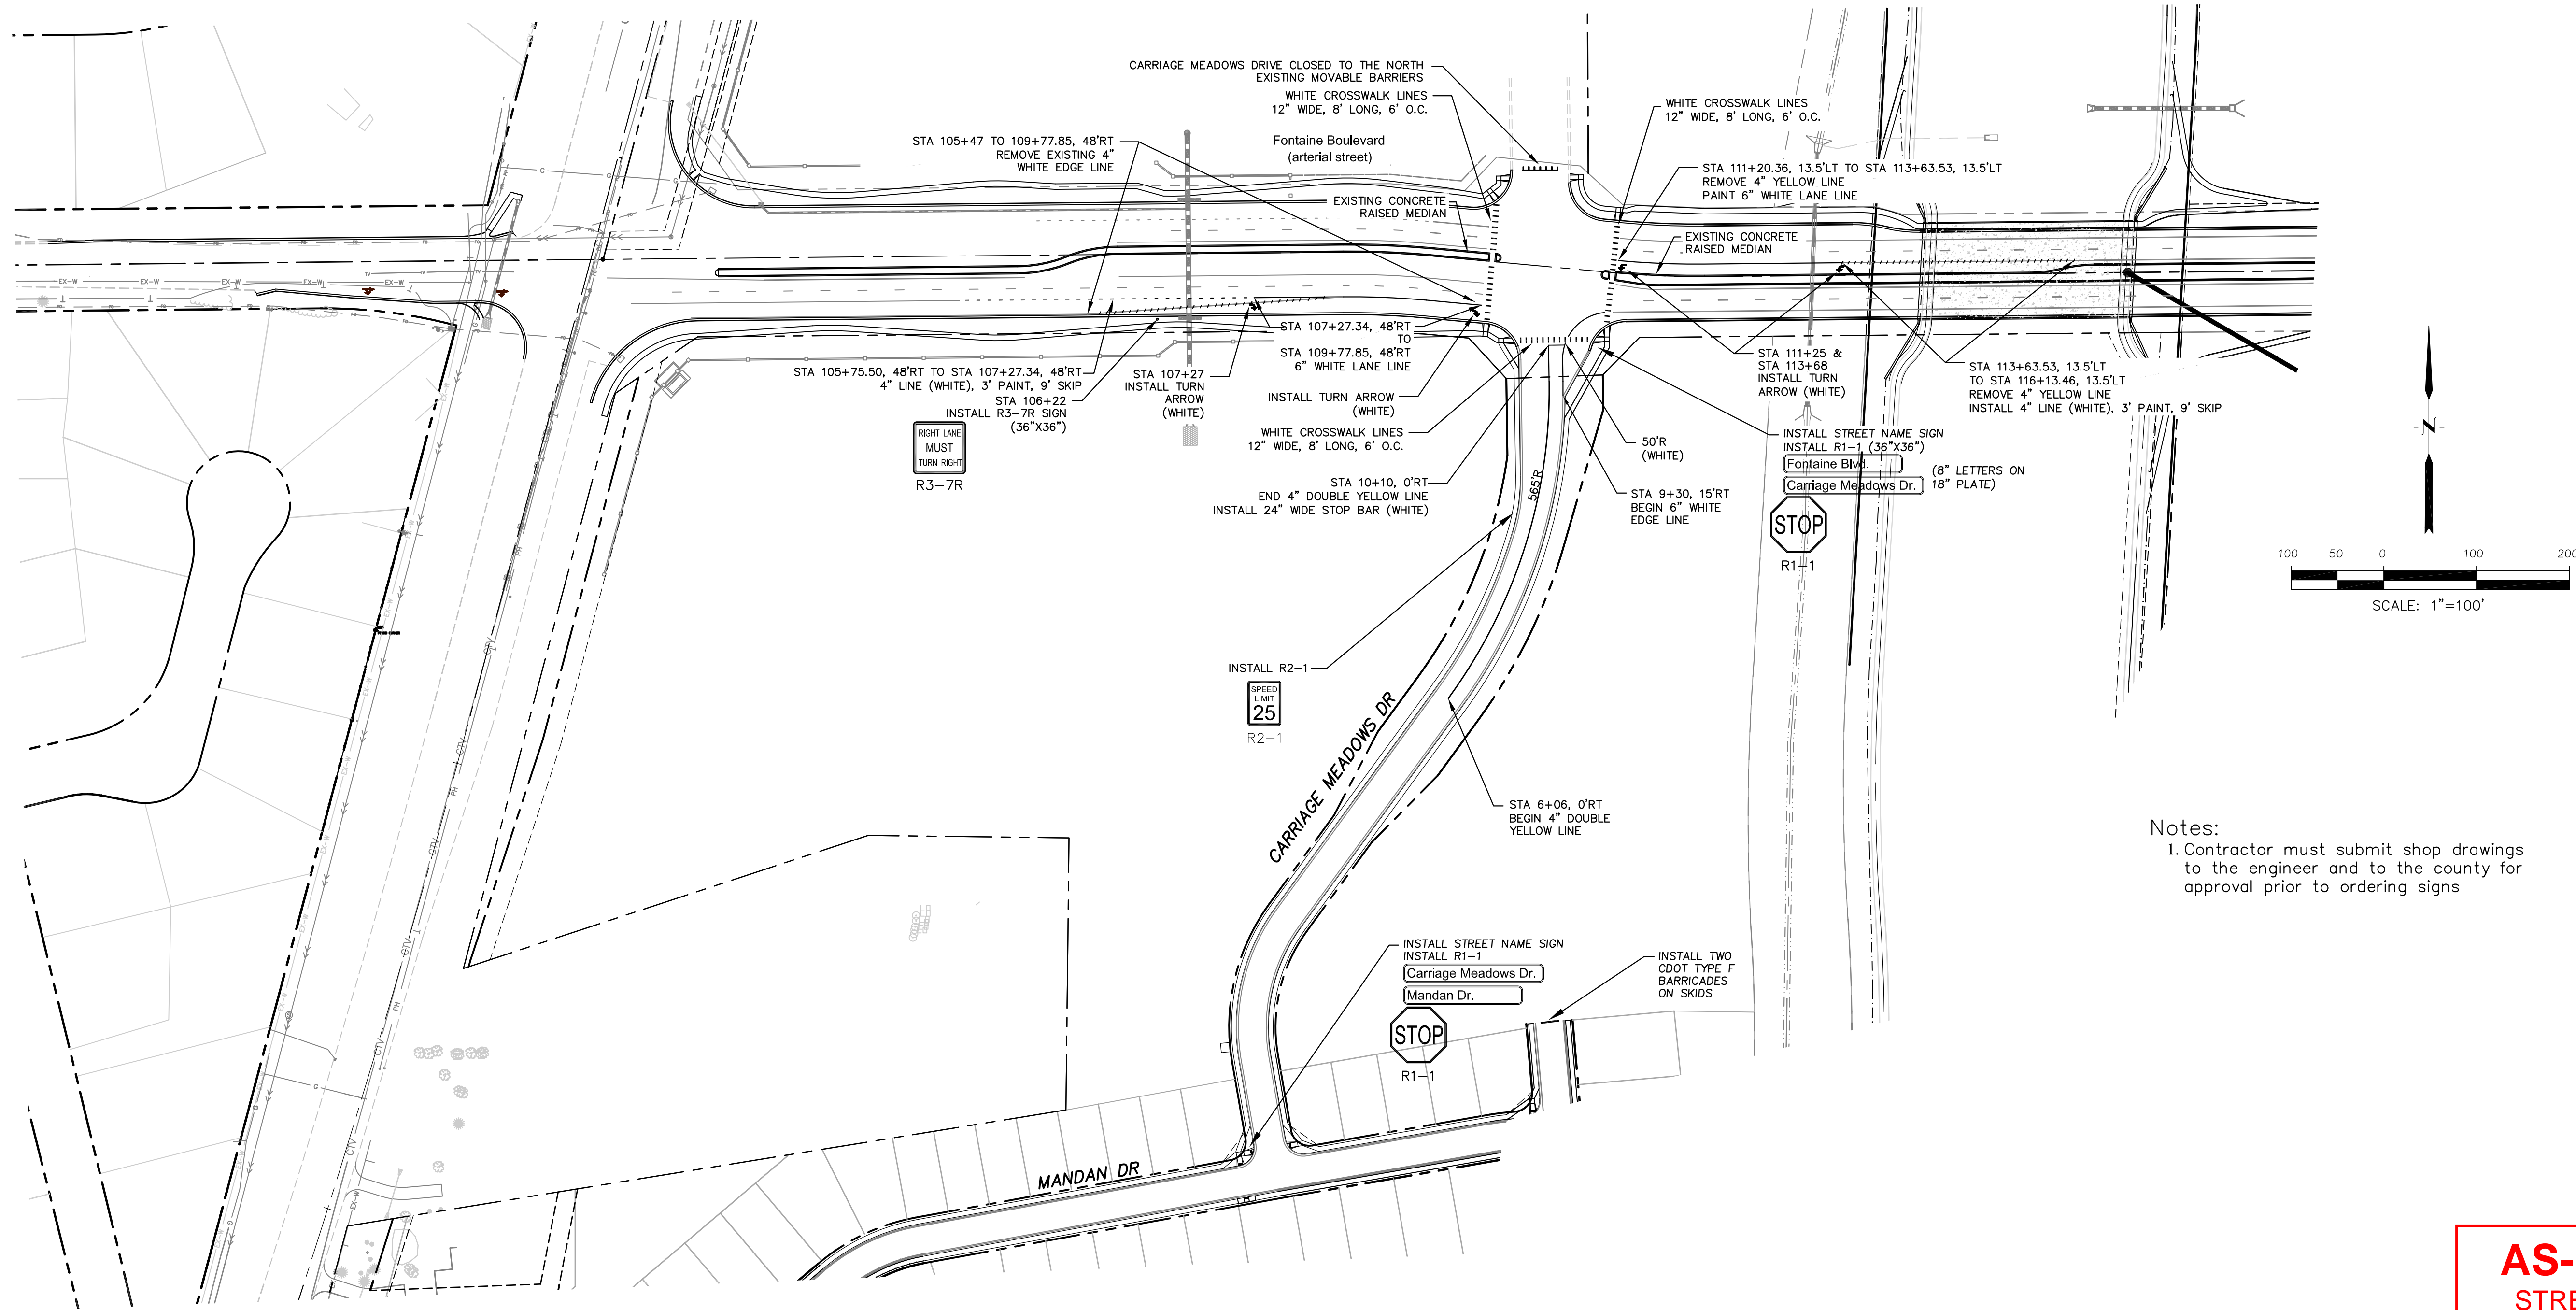 CARRIAGE MEADOWS DRIVE CLOSED TO THE NORTH
EXISTING MOVABLE BARRIERS
WHITE CROSSWALK LINES
12" WIDE, 8' LONG, 6' O.C.
WHITE CROSSWALK LINES
12" WIDE, 8' LONG, 6' O.C.
STA 105+47 TO 109+77.85, 48'RT
REMOVE EXISTING 4"
WHITE EDGE LINE
Fontaine Boulevard
(arterial street)
STA 111+20.36, 13.5'LT TO STA 113+63.53, 13.5'LT
REMOVE 4" YELLOW LINE
PAINT 6" WHITE LANE LINE
EXISTING CONCRETE
RAISED MEDIAN
EXISTING CONCRETE
RAISED MEDIAN
STA 107+27.34, 48'RT
TO
STA 109+77.85, 48'RT
6" WHITE LANE LINE
STA 105+75.50, 48'RT TO STA 107+27.34, 48'RT
4" LINE (WHITE), 3' PAINT, 9' SKIP
STA 106+22
INSTALL R3-7R SIGN
(36"X36")
RIGHT LANE
MUST
TURN RIGHT
R3-7R
STA 107+27
INSTALL TURN
ARROW
(WHITE)
INSTALL TURN ARROW
(WHITE)
WHITE CROSSWALK LINES
12" WIDE, 8' LONG, 6' O.C.
STA 10+10, 0'RT
END 4" DOUBLE YELLOW LINE
INSTALL 24" WIDE STOP BAR (WHITE)
565'R
50'R
(WHITE)
STA 9+30, 15'RT
BEGIN 6" WHITE
EDGE LINE
STA 111+25 &
STA 113+68
INSTALL TURN
ARROW (WHITE)
STA 113+63.53, 13.5'LT
TO STA 116+13.46, 13.5'LT
REMOVE 4" YELLOW LINE
INSTALL 4" LINE (WHITE), 3' PAINT, 9' SKIP
INSTALL STREET NAME SIGN
INSTALL R1-1 (36"X36")
Fontaine Blvd.
Carriage Meadows Dr.
(8" LETTERS ON
18" PLATE)
STOP
R1-1
N
100 50 0 100 200
SCALE: 1"=100'
INSTALL R2-1
SPEED
LIMIT
25
R2-1
CARRIAGE MEADOWS DR
STA 6+06, 0'RT
BEGIN 4" DOUBLE
YELLOW LINE
Notes:
1. Contractor must submit shop drawings
to the engineer and to the county for
approval prior to ordering signs
INSTALL STREET NAME SIGN
INSTALL R1-1
Carriage Meadows Dr.
Mandan Dr.
STOP
R1-1
INSTALL TWO
CDOT TYPE F
BARRICADES
ON SKIDS
MANDAN DR
AS-
STRE